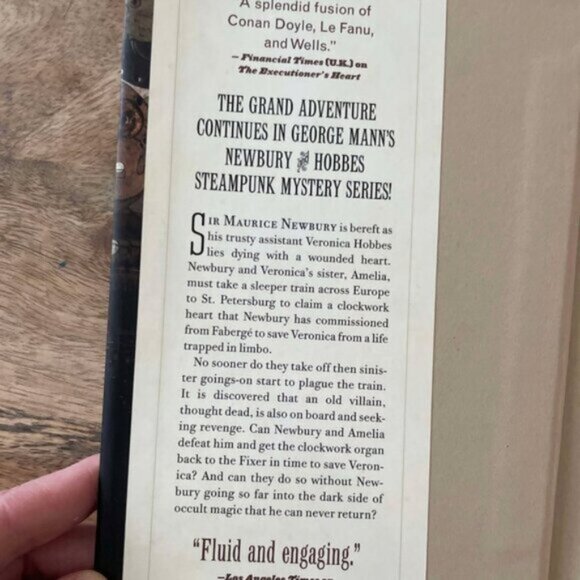 A splendid fusion of
Conan Doyle, Le Fanu,
and Wells."
—Financial Times (U.K.) on
The Executioner's Heart
THE GRAND ADVENTURE
CONTINUES IN GEORGE MANN'S
NEWBURY & HOBBES
STEAMPUNK MYSTERY SERIES!
SIR MAURICE NEWBURY is bereft as
his trusty assistant Veronica Hobbes
lies dying with a wounded heart.
Newbury and Veronica's sister, Amelia,
must take a sleeper train across Europe
to St. Petersburg to claim a clockwork
heart that Newbury has commissioned
from Fabergé to save Veronica from a life
trapped in limbo.
No sooner do they take off then sinis-
ter goings-on start to plague the train.
It is discovered that an old villain,
thought dead, is also on board and seek-
ing revenge. Can Newbury and Amelia
defeat him and get the clockwork organ
back to the Fixer in time to save Veron-
ica? And can they do so without New-
bury going so far into the dark side of
occult magic that he can never return?
"Fluid and engaging."
—Los Angeles Times on